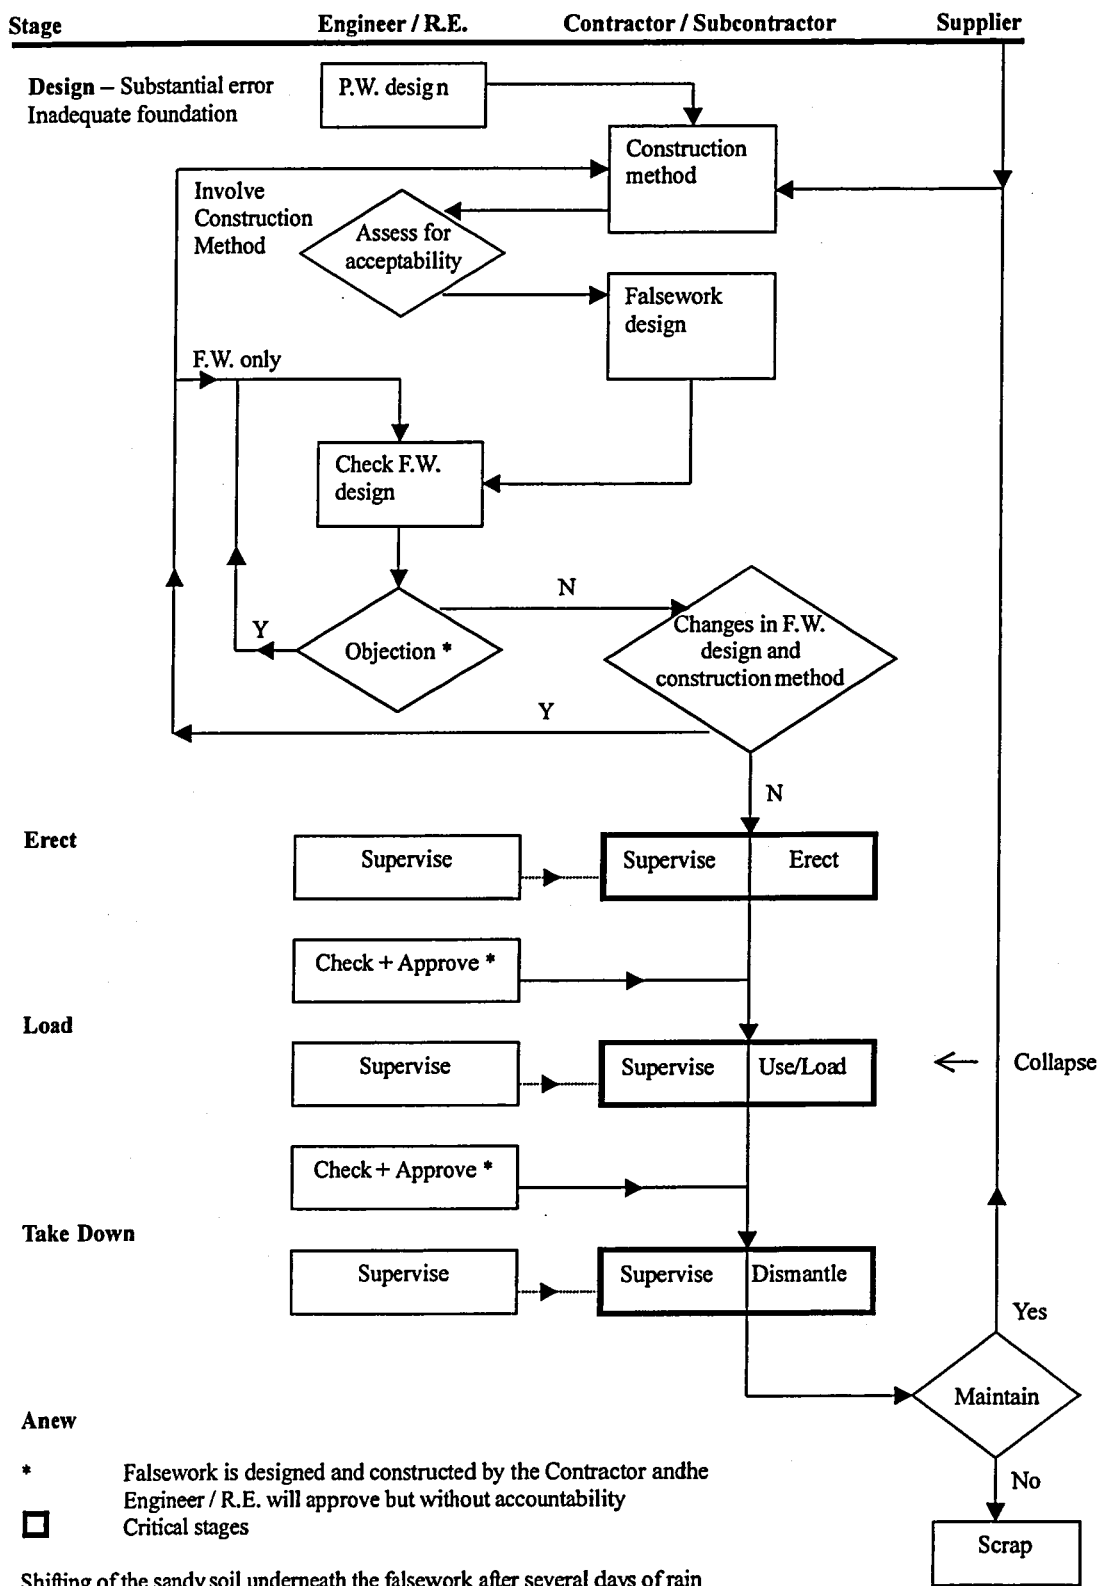 Stage Engineer / R.E. Contractor / Subcontractor Supplier
Design – Substantial error
Inadequate foundation
P.W. design
Construction
method
Involve
Construction
Method
Assess for
acceptability
Falsework
design
F.W. only
Check F.W.
design
N
Changes in F.W.
design and
construction method
Y
Objection *
Y
N
Erect
Supervise
Supervise
Erect
Check + Approve *
Load
Supervise
Supervise
Use/Load
Collapse
Check + Approve *
Take Down
Supervise
Supervise
Dismantle
Yes
Maintain
Anew
* Falsework is designed and constructed by the Contractor andhe
Engineer / R.E. will approve but without accountability
Critical stages
No
Scrap
Shifting of the sandy soil underneath the falsework after several days of rain